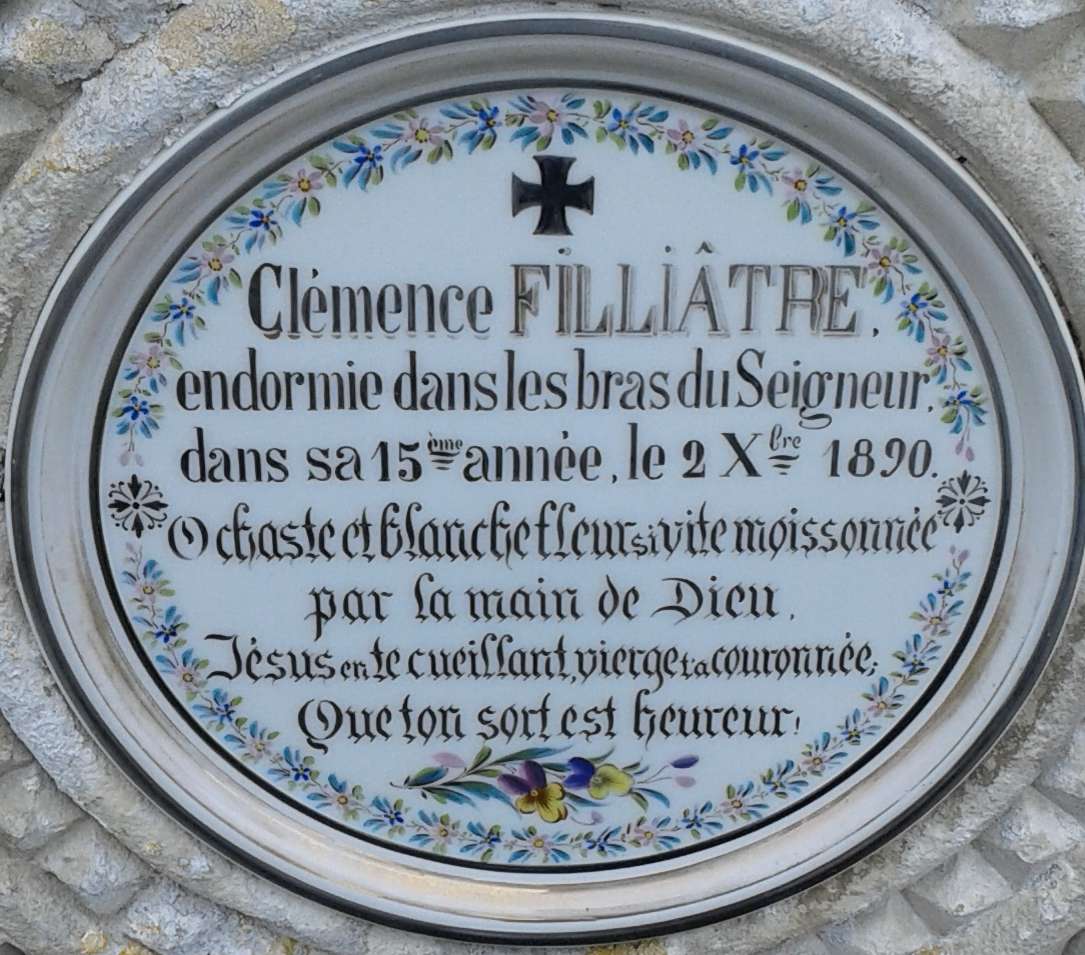 Clémence FILLIÂTRE,
endormie dans les bras du Seigneur,
dans sa 15ème année, le 2 Xbre 1890.
O chaste et blanche fleur si vite moissonnée
par la main de Dieu,
Jésus en te cueillant, vierge t'a couronnée;
Que ton sort est heureur!